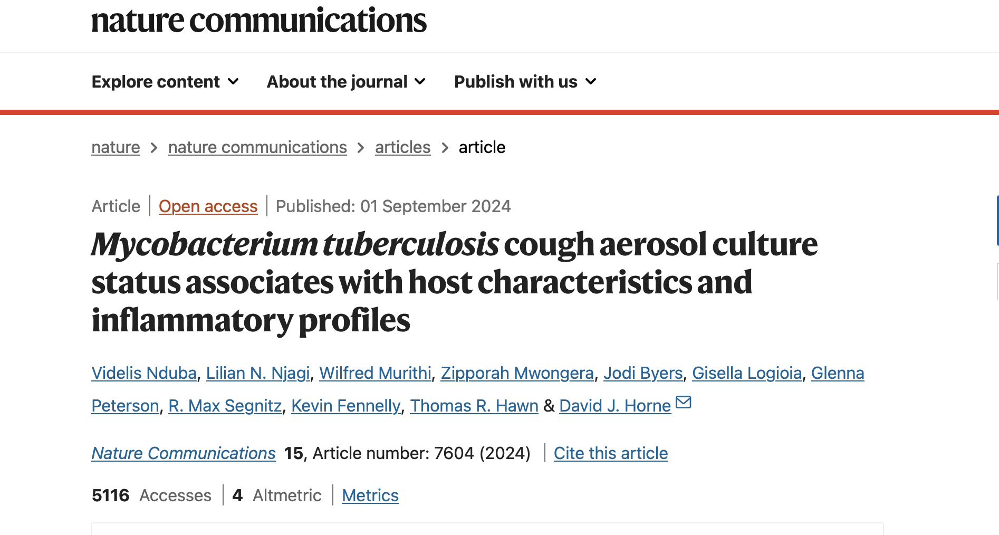 nature communications
Explore content About the journal Publish with us
nature > nature communications > articles > article
Article | Open access | Published: 01 September 2024
Mycobacterium tuberculosis cough aerosol culture
status associates with host characteristics and
inflammatory profiles
Videlis Nduba, Lilian N. Njagi, Wilfred Murithi, Zipporah Mwongera, Jodi Byers, Gisella Logioia, Glenna
Peterson, R. Max Segnitz, Kevin Fennelly, Thomas R. Hawn & David J. Horne
Nature Communications 15, Article number: 7604 (2024) | Cite this article
5116 Accesses | 4 Altmetric | Metrics